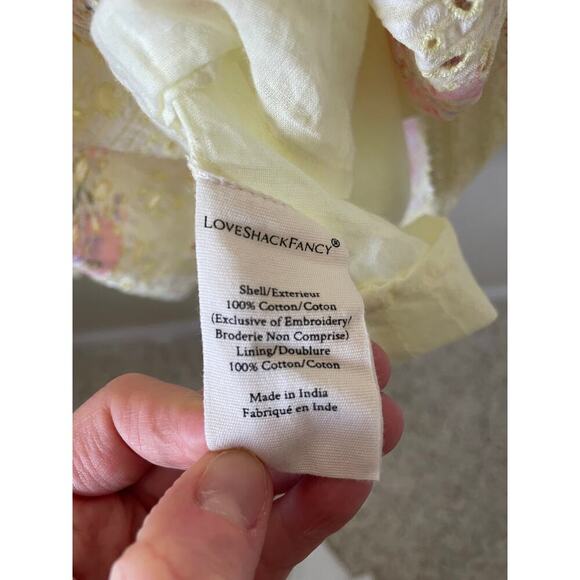 LoveShackFancy®
Shell/Exterieur
100% Cotton/Coton
(Exclusive of Embroidery/
Broderie Non Comprise)
Lining/Doublure
100% Cotton/Coton
Made in India
Fabriqué en Inde